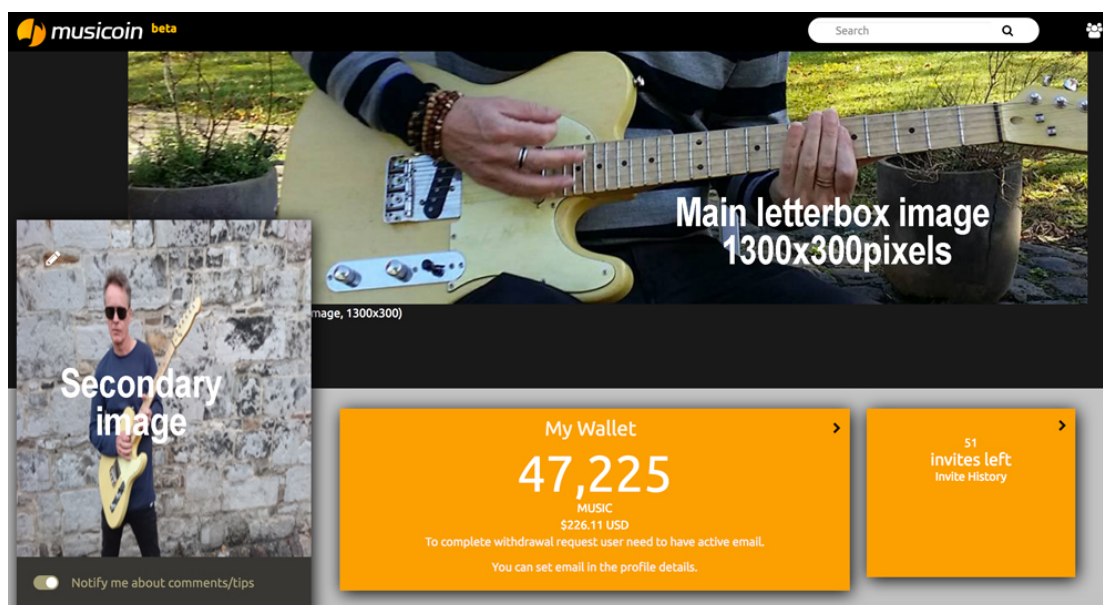 musicoin beta
Search
Main letterbox image
1300x300pixels
mage, 1300x300)
Secondary
image
My Wallet
47,225
MUSIC
$226.11 USD
To complete withdrawal request user need to have active email.
You can set email in the profile details.
51
invites left
Invite History
Notify me about comments/tips